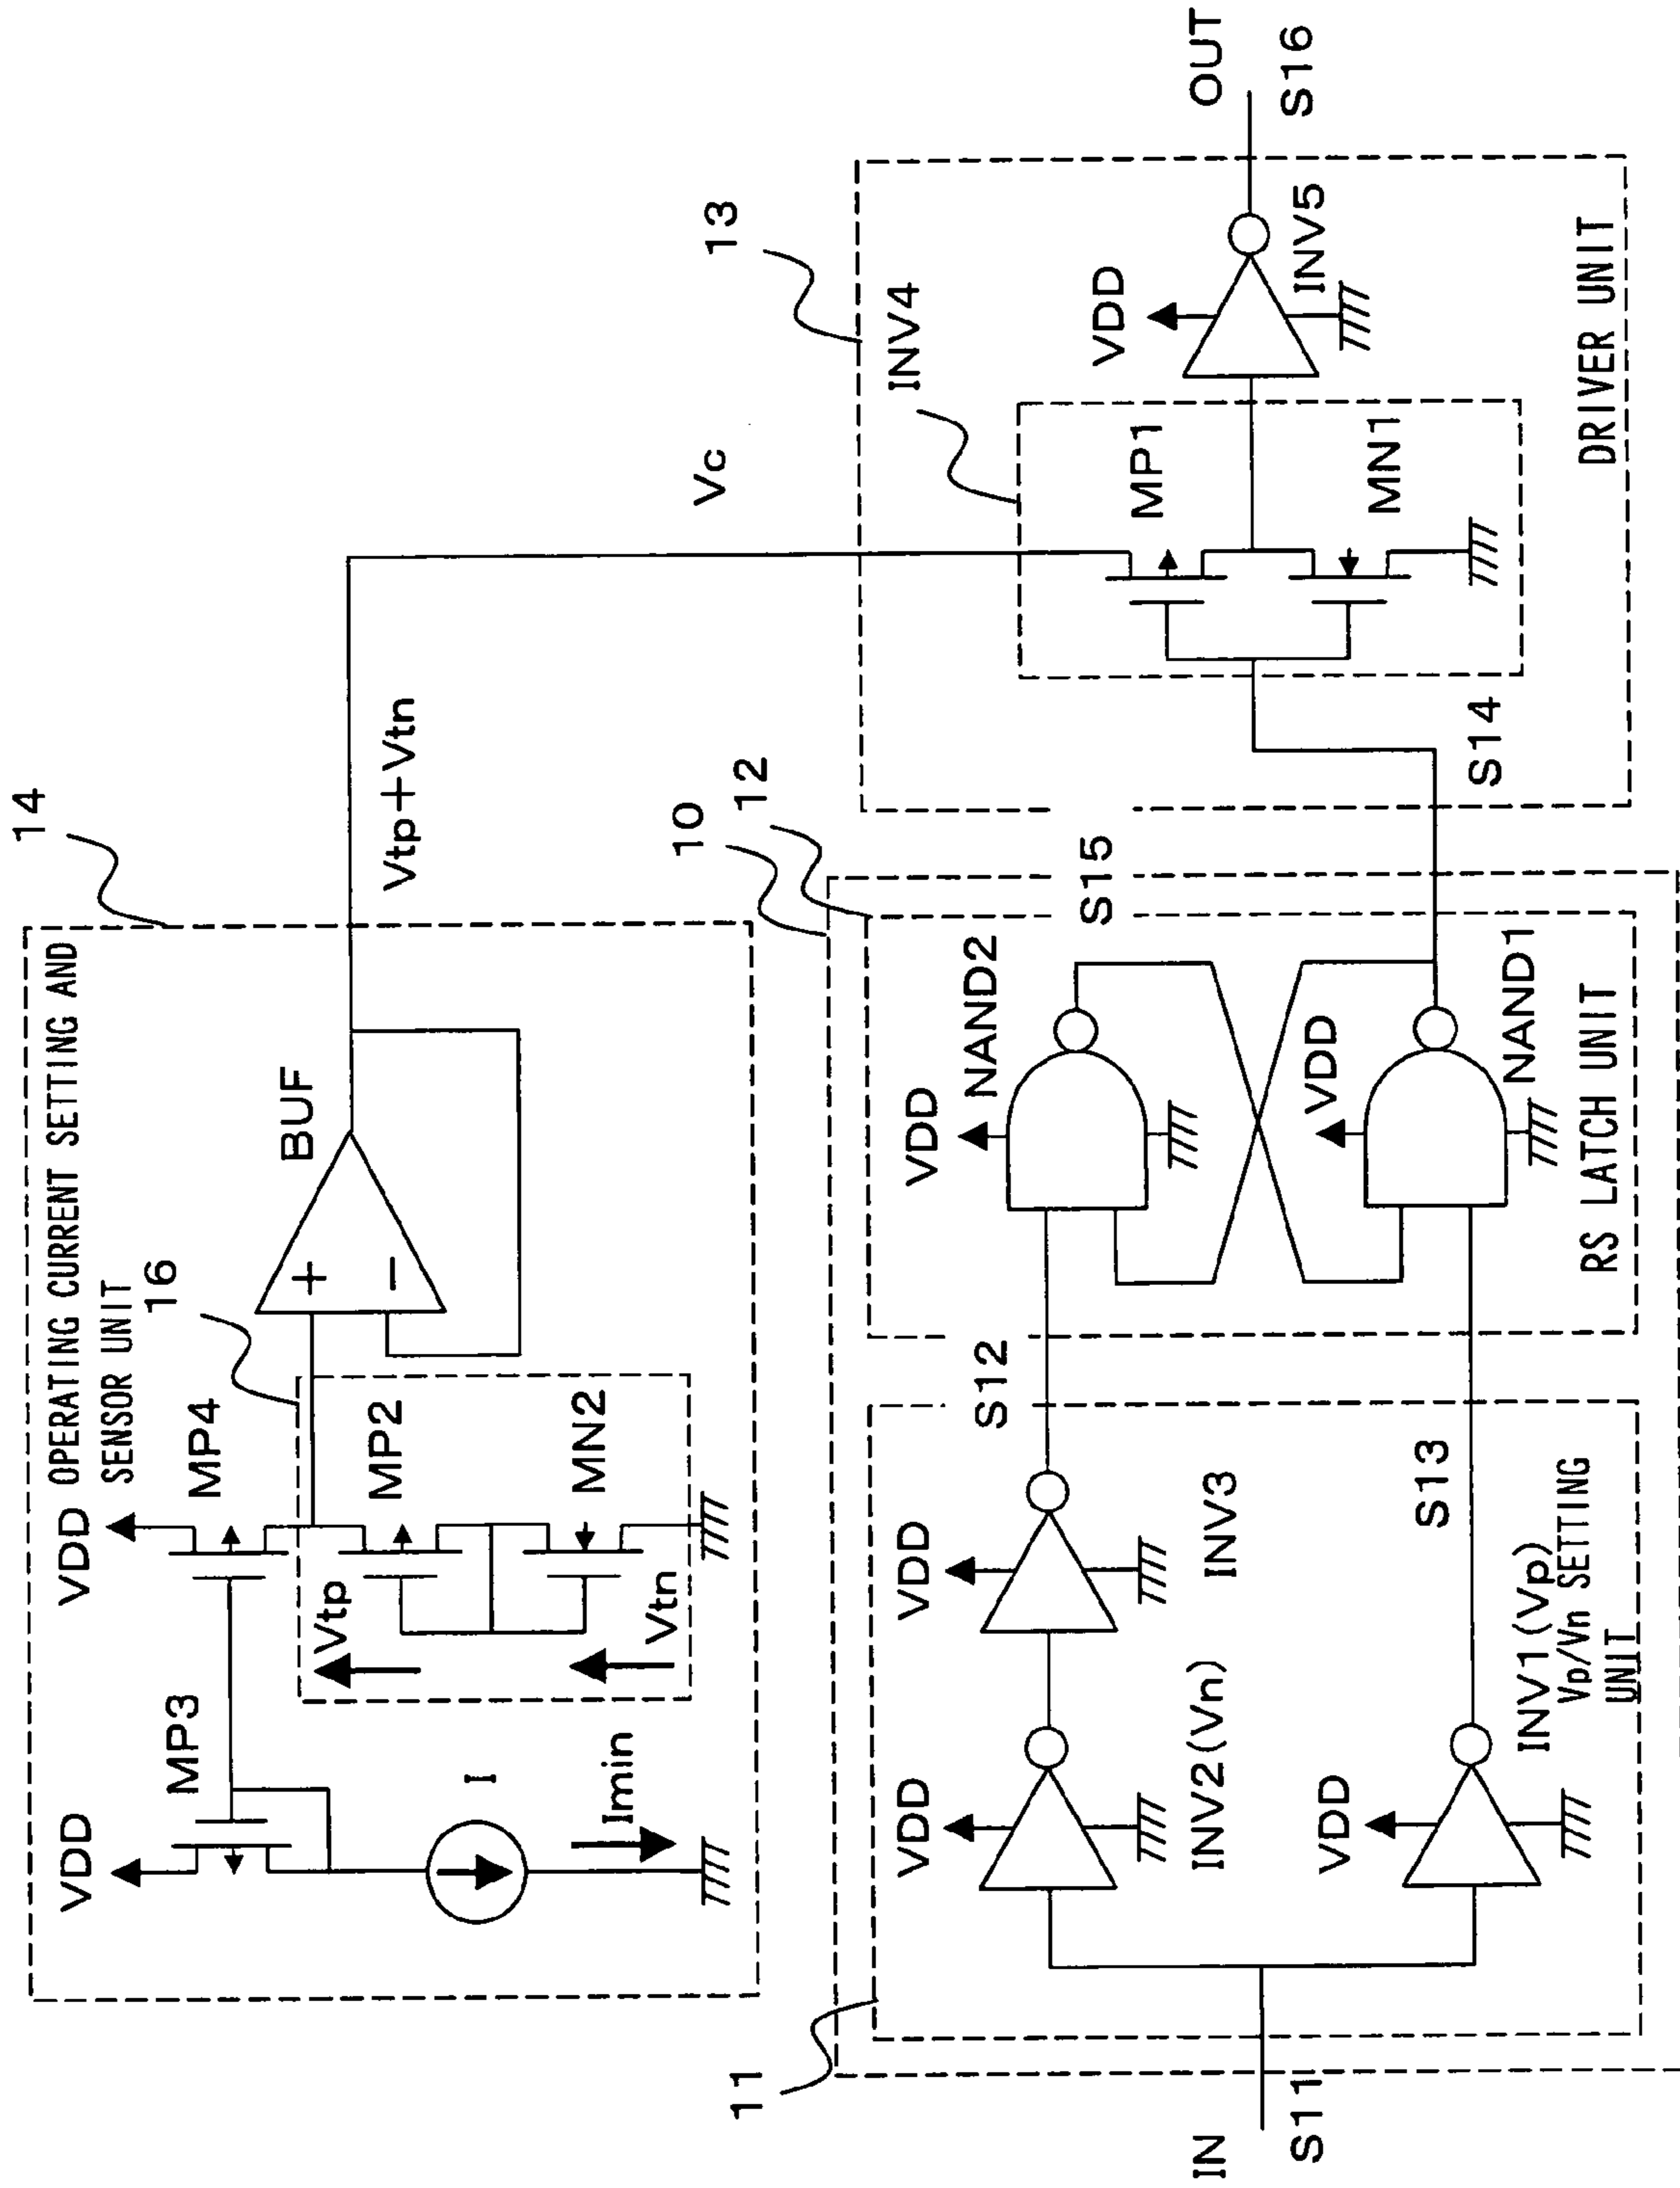 14
OPERATING CURRENT SETTING AND
SENSOR UNIT
VDD
VDD
MP3
MP4
16
BUF
+
-
Vtp
MP2
I
Imin
Vtn
MN2
Vtp+Vtn
Vc
10
12
13
INV4
11
VDD
VDD
INV2(Vn)
INV3
S12
VDD
NAND2
S15
VDD
MP1
MN1
INV5
OUT
S16
IN
S11
VDD
INV1(Vp)
Vp/Vn SETTING
UNIT
S13
VDD
NAND1
RS LATCH UNIT
S14
DRIVER UNIT